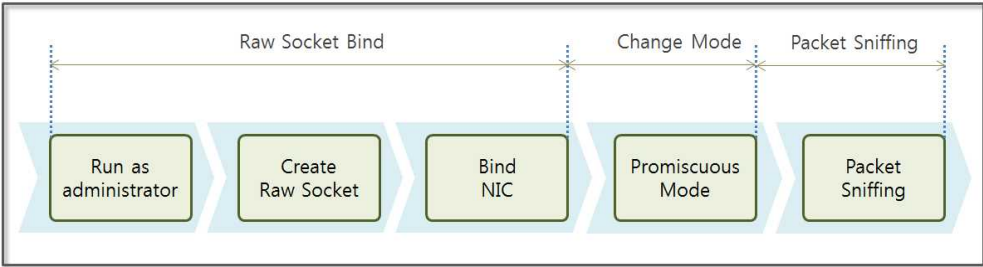 Raw Socket Bind
Change Mode
Packet Sniffing
Run as
administrator
Create
Raw Socket
Bind
NIC
Promiscuous
Mode
Packet
Sniffing